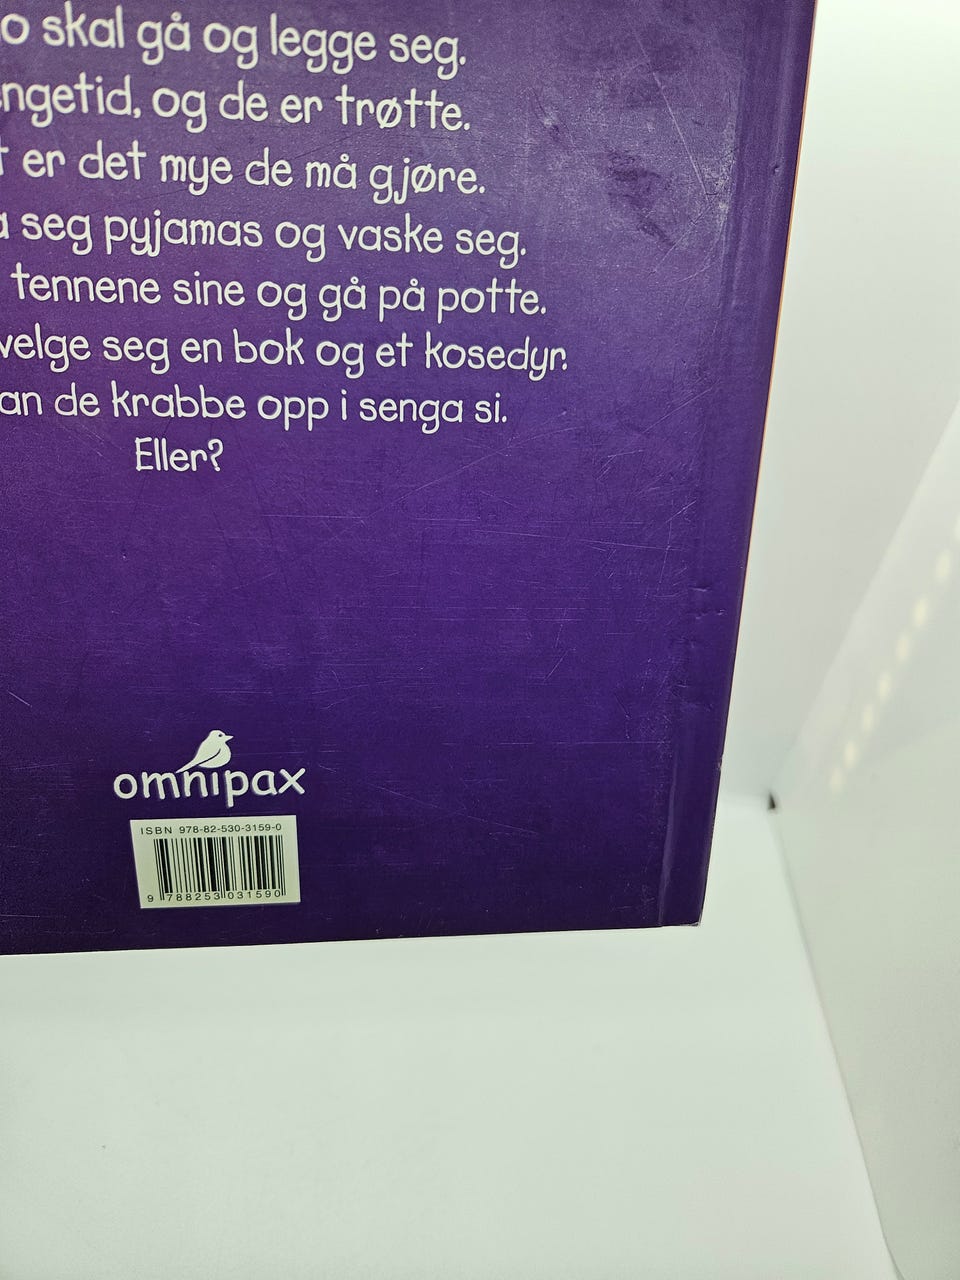 skal gå og legge seg.
og de er trøtte.
er det mye de må gjøre.
seg pyjamas og vaske seg.
tennene sine og gå på potte.
velge seg en bok og et kosedyr.
de krabbe opp i senga si.
Eller?
omnipax
ISBN 978-82-530-3159-0
9 788253 031590